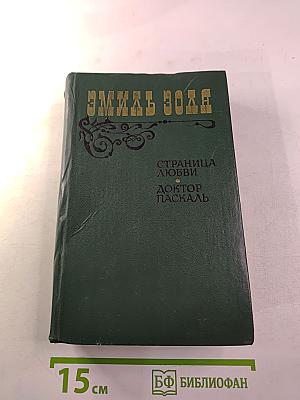 ЭМИЛЬ ЗОЛЯ
СТРАНИЦА
ЛЮБВИ
ДОКТОР
ПАСКАЛЬ
15 см
БФ БИБЛИОФАН